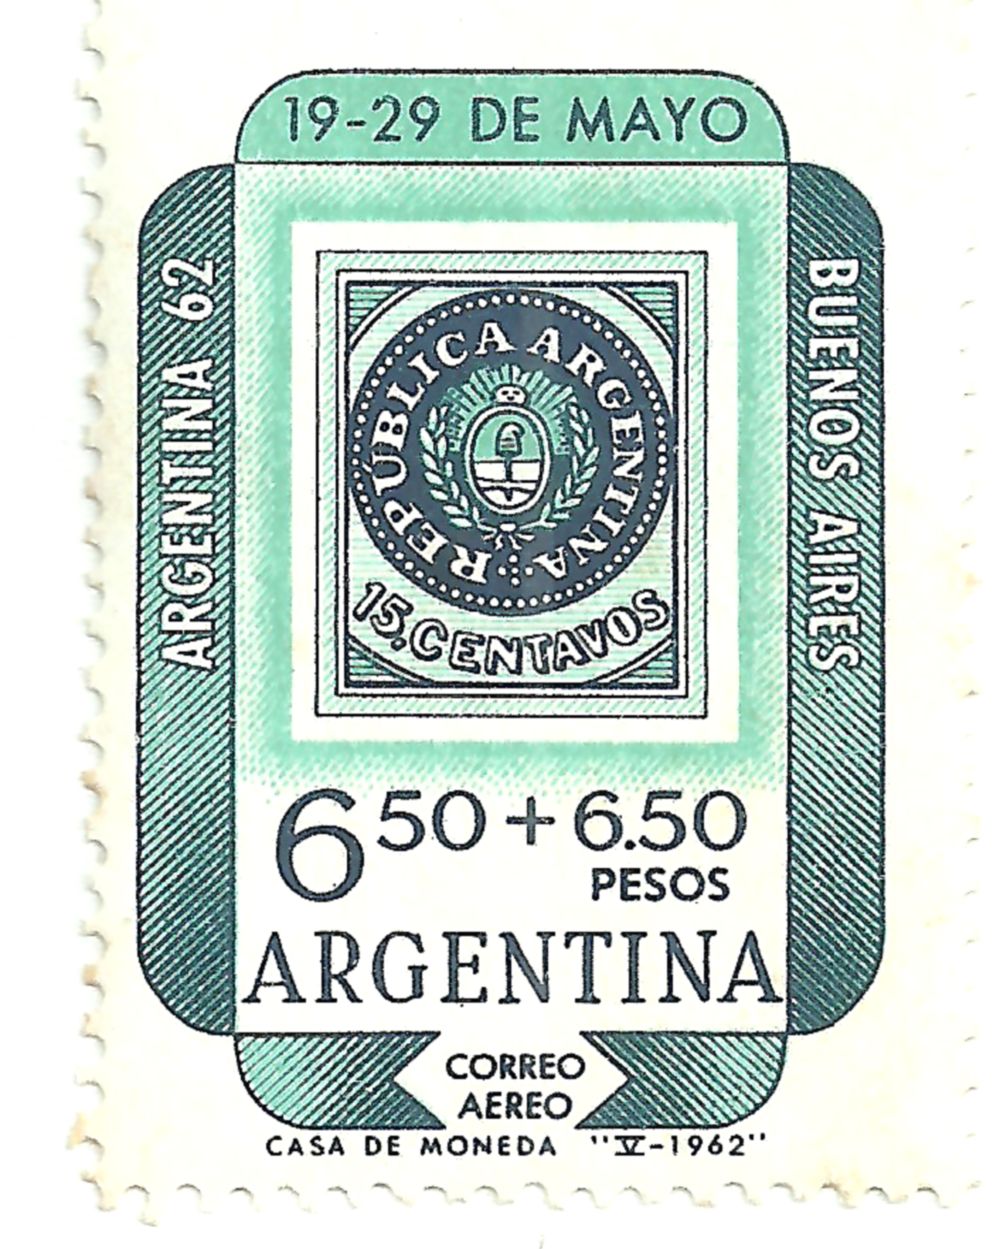 19-29 DE MAYO
ARGENTINA 62
BUENOS AIRES
REPÚBLICA ARGENTINA
15.CENTAVOS
6 50 + 6.50
PESOS
ARGENTINA
CORREO
AEREO
CASA DE MONEDA "V-1962"